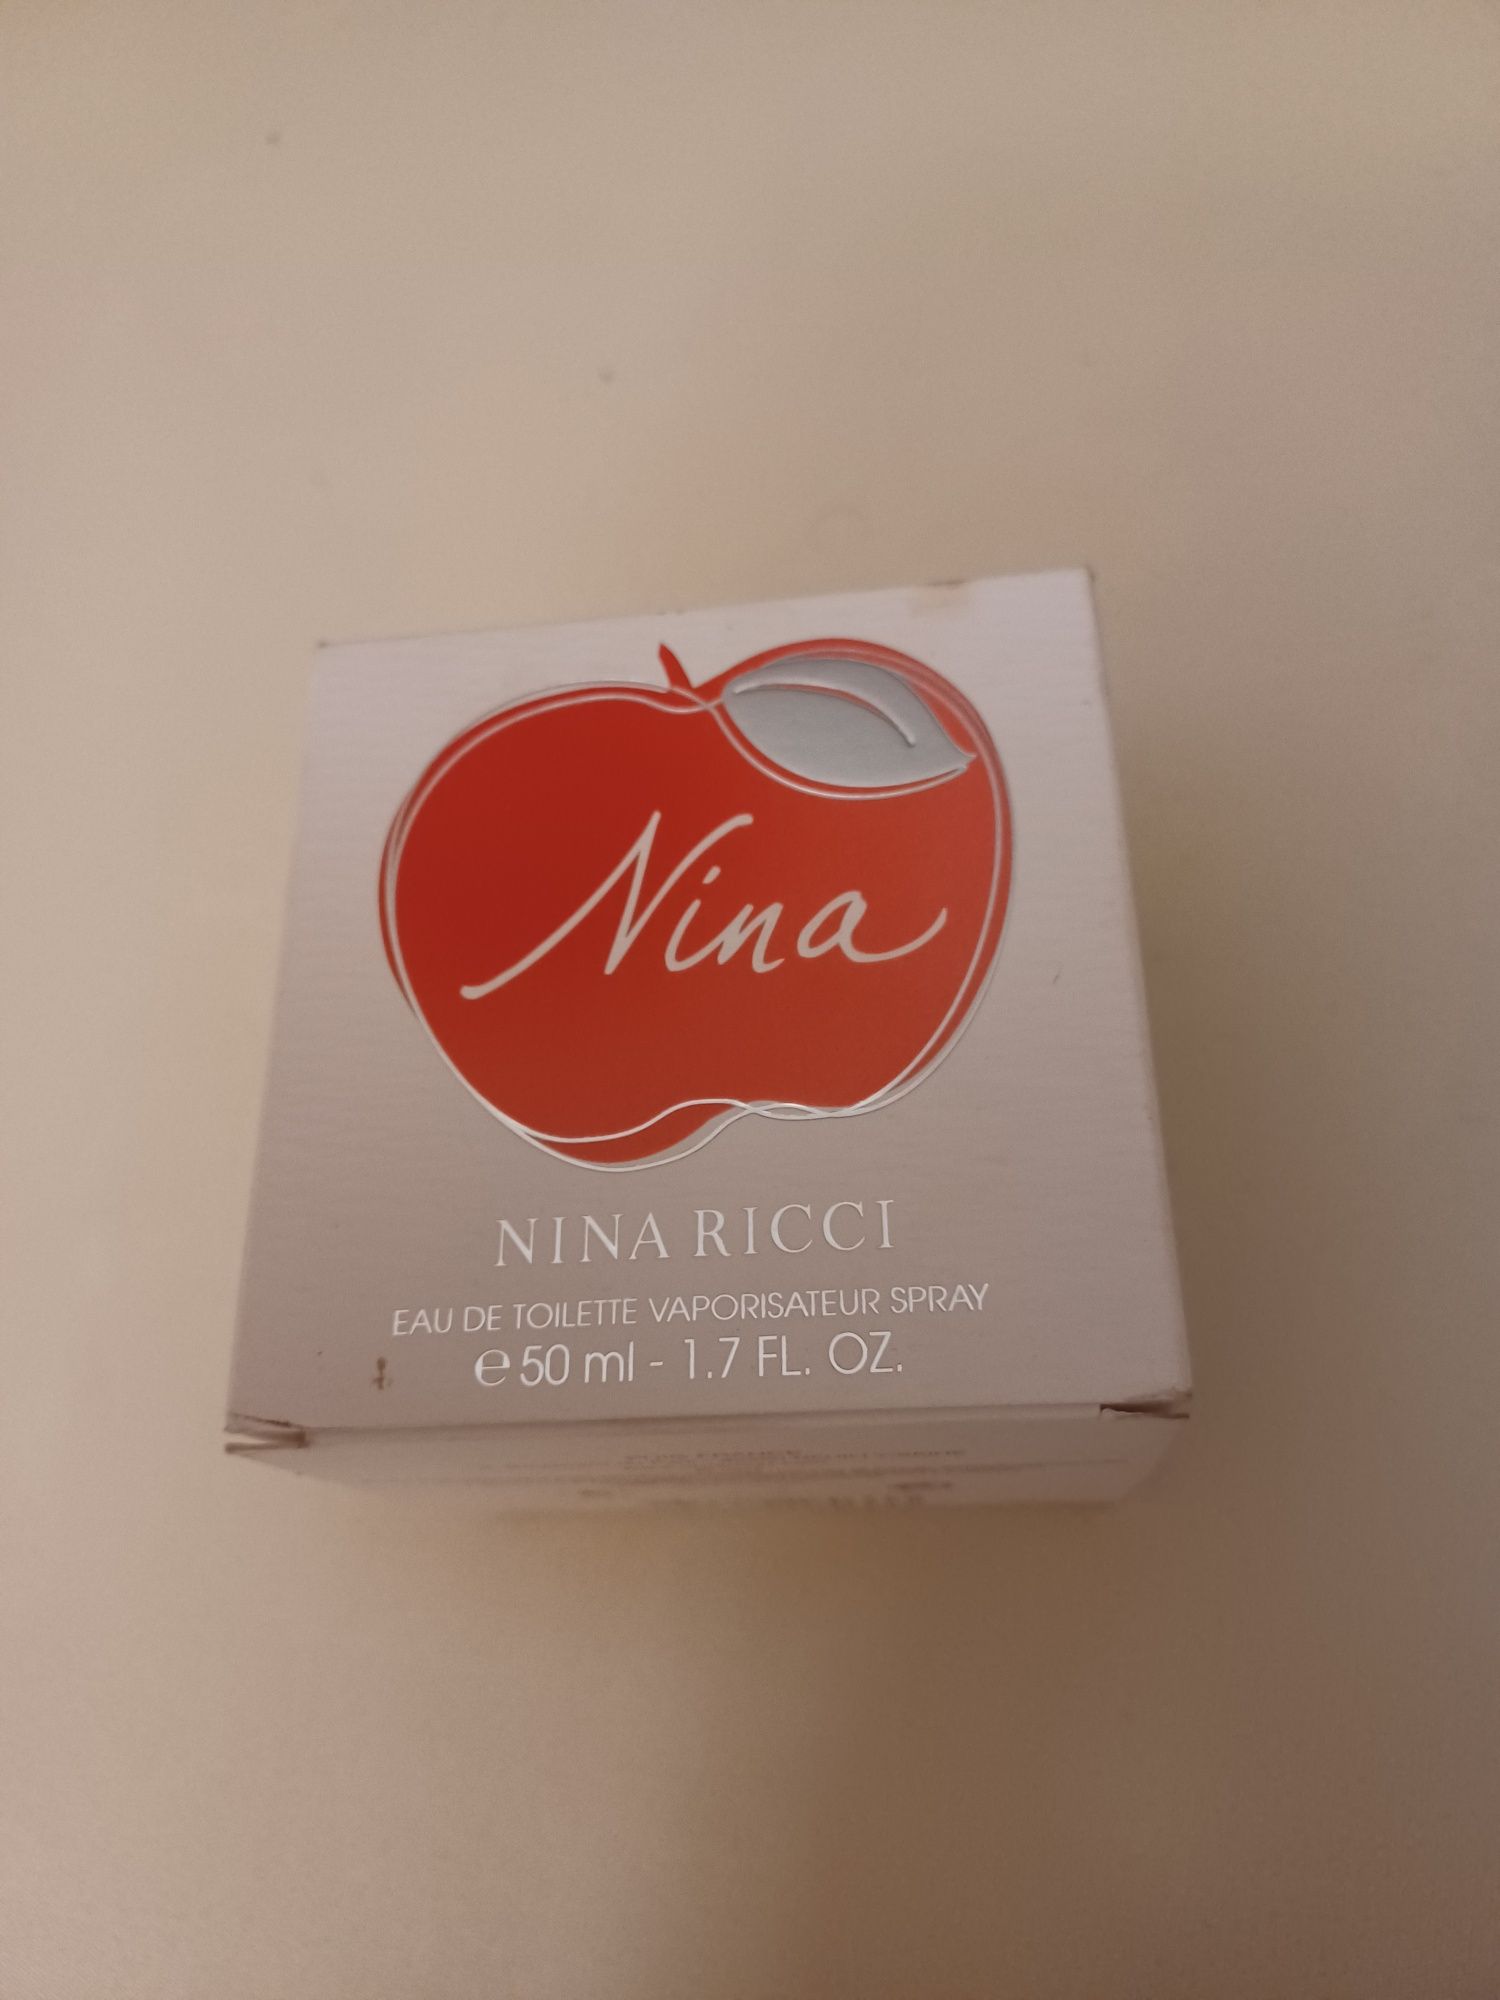 Nina
NINA RICCI
EAU DE TOILETTE VAPORISATEUR SPRAY
℮ 50 ml - 1.7 FL. OZ.